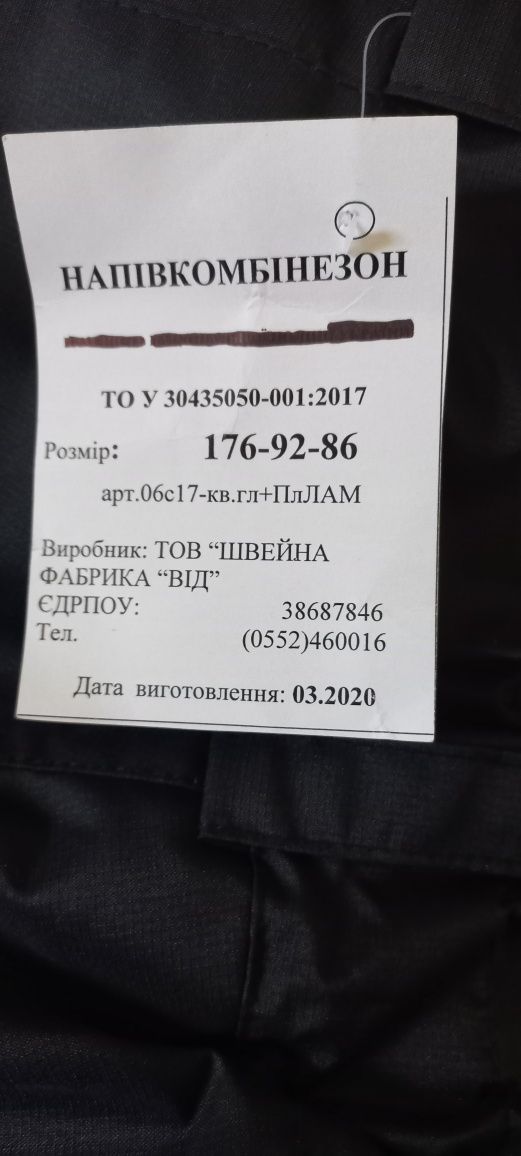 НАПІВКОМБІНЕЗОН
ТО У 30435050-001:2017
Розмір: 176-92-86
арт.06с17-кв.гл+ПлЛАМ
Виробник: ТОВ “ШВЕЙНА
ФАБРИКА “ВІД”
ЄДРПОУ: 38687846
Тел. (0552)460016
Дата виготовлення: 03.2020